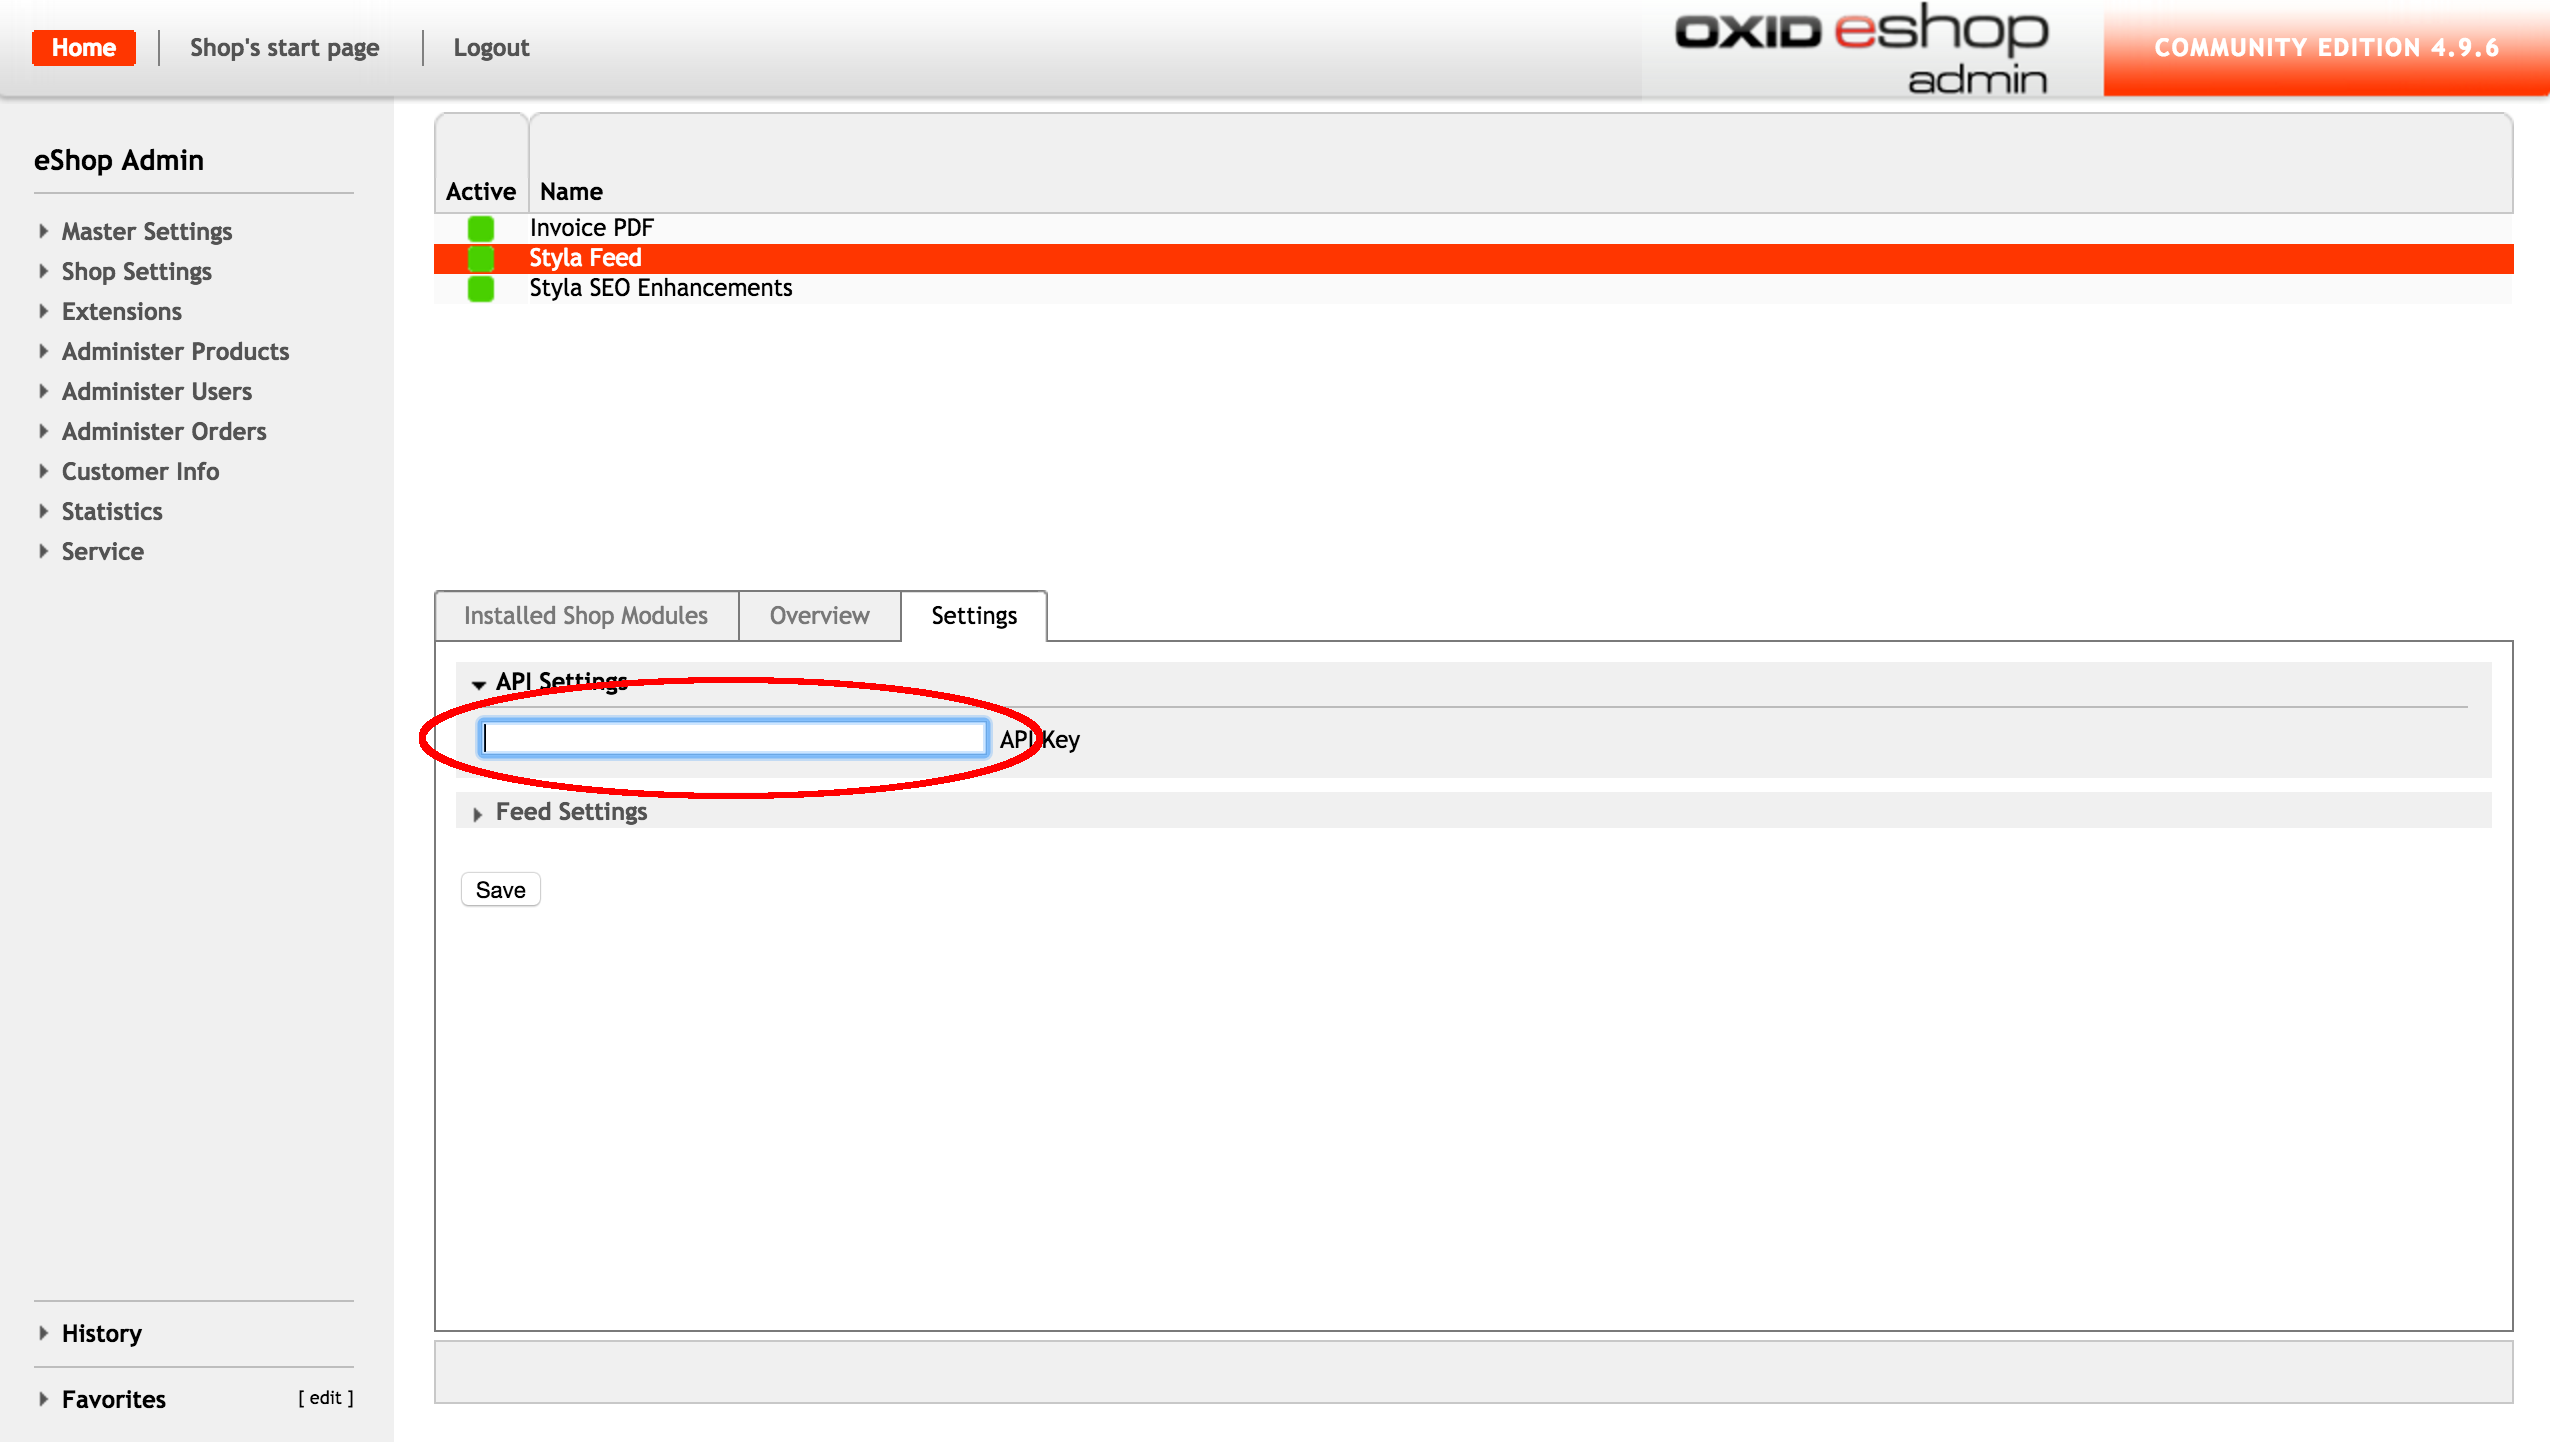 Home
Shop's start page
Logout
OXID eshop
admin
COMMUNITY EDITION 4.9.6
eShop Admin
Master Settings
Shop Settings
Extensions
Administer Products
Administer Users
Administer Orders
Customer Info
Statistics
Service
History
Favorites
[ edit ]
Active
Name
Invoice PDF
Styla Feed
Styla SEO Enhancements
Installed Shop Modules
Overview
Settings
API Settings
API Key
Feed Settings
Save